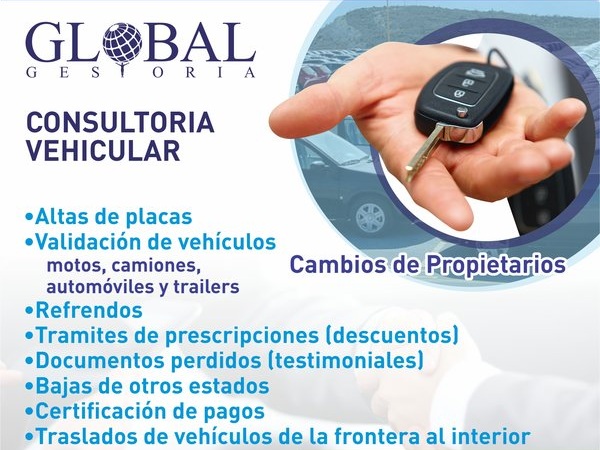 GLOBAL
GESTORIA
CONSULTORIA
VEHICULAR
•Altas de placas
•Validación de vehículos
motos, camiones,
automóviles y trailers
Cambios de Propietarios
•Refrendos
•Tramites de prescripciones (descuentos)
•Documentos perdidos (testimoniales)
•Bajas de otros estados
•Certificación de pagos
•Traslados de vehículos de la frontera al interior